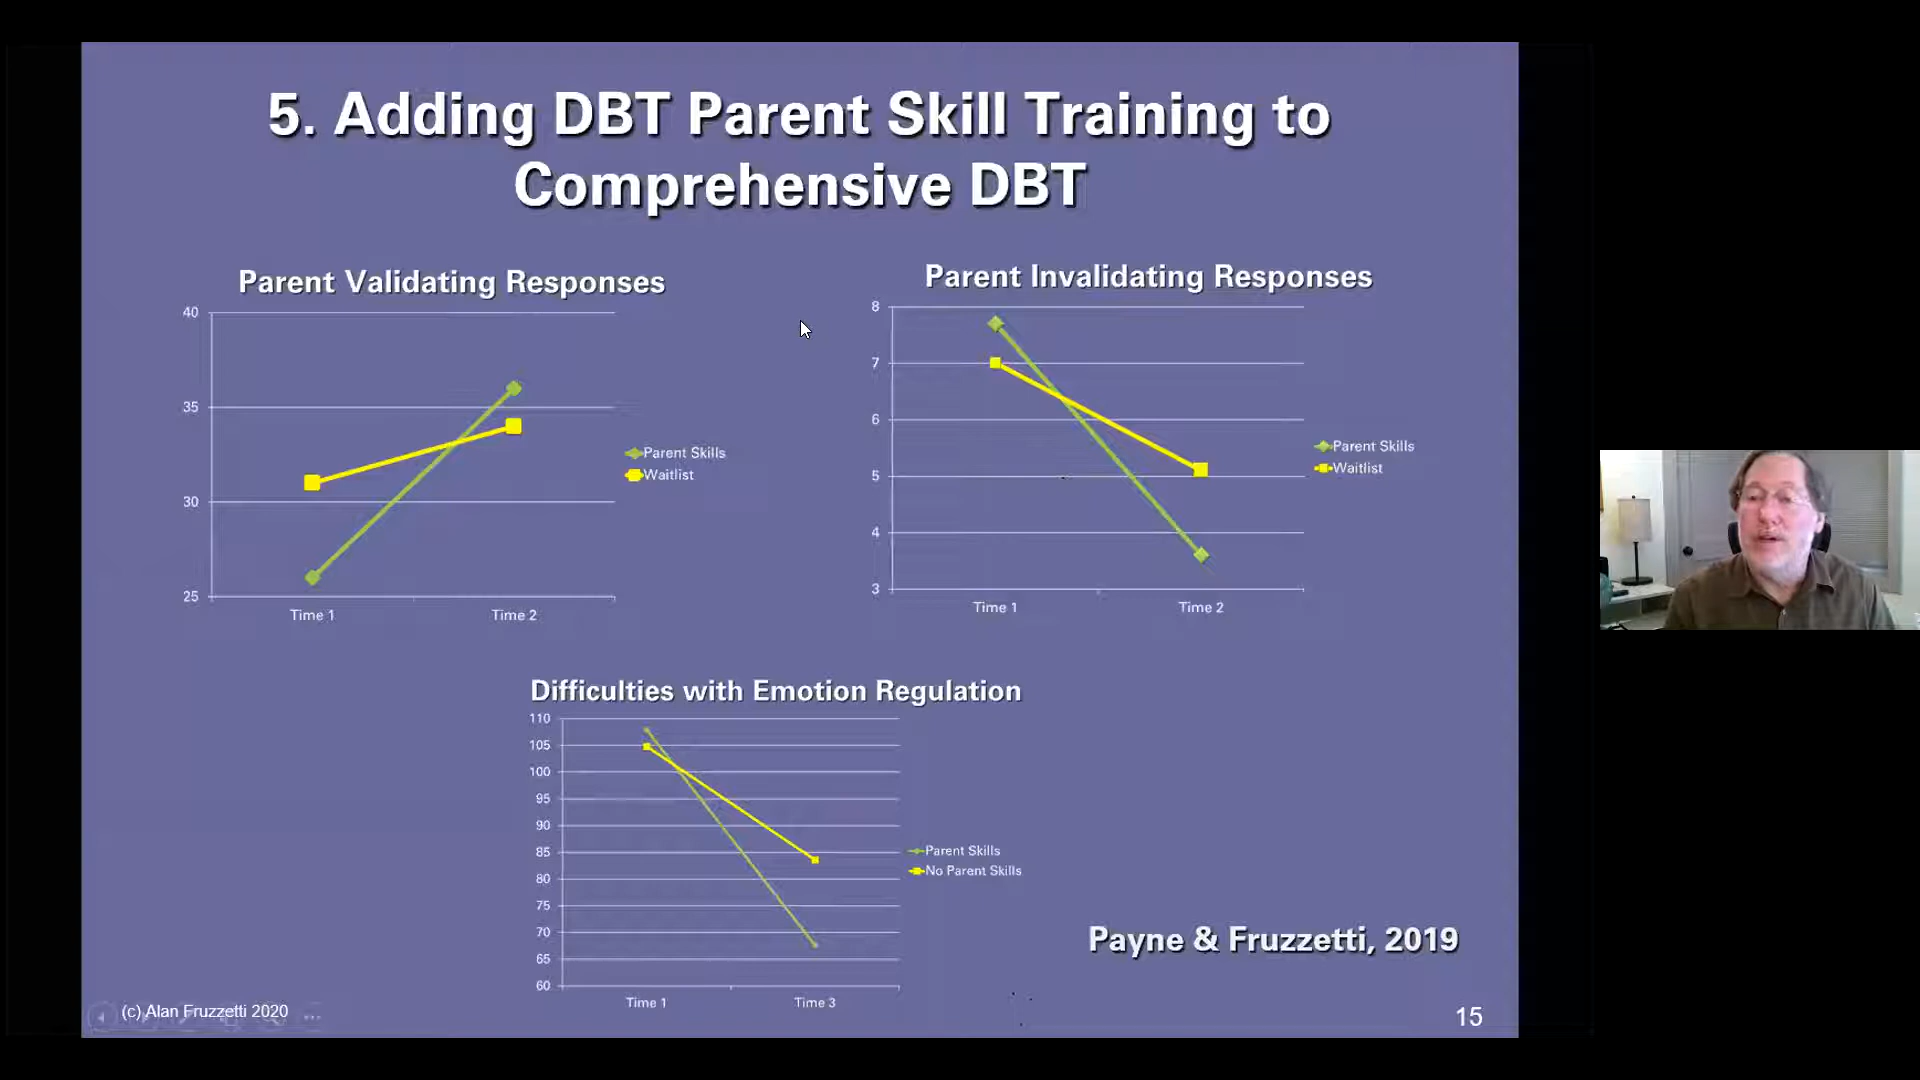 5. Adding DBT Parent Skill Training to
Comprehensive DBT
Parent Validating Responses
40
35
30
25
Time 1
Time 2
Parent Skills
Waitlist
Parent Invalidating Responses
8
7
6
5
4
3
Time 1
Time 2
Parent Skills
Waitlist
Difficulties with Emotion Regulation
110
105
100
95
90
85
80
75
70
65
60
Time 1
Time 3
Parent Skills
No Parent Skills
Payne & Fruzzetti, 2019
(c) Alan Fruzzetti 2020
15